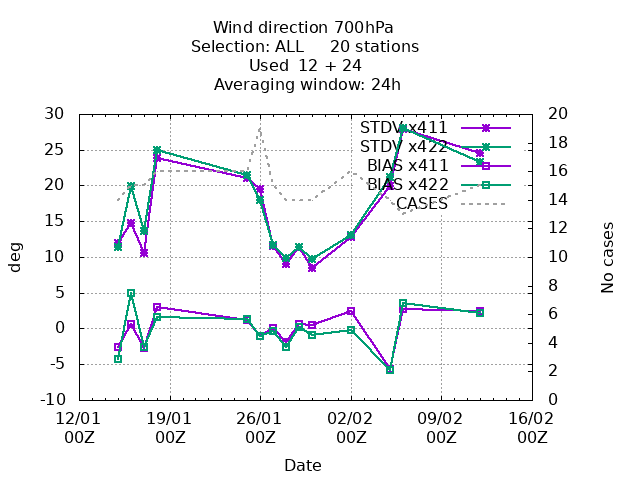 Wind direction 700hPa
Selection: ALL 20 stations
Used 12 + 24
Averaging window: 24h
30
25
20
15
10
5
0
-5
-10
deg
20
18
16
14
12
10
8
6
4
2
0
No cases
STDV x411
STDV x422
BIAS x411
BIAS x422
CASES
12/01 19/01 26/01 02/02 09/02 16/02
00Z 00Z 00Z 00Z 00Z 00Z
Date